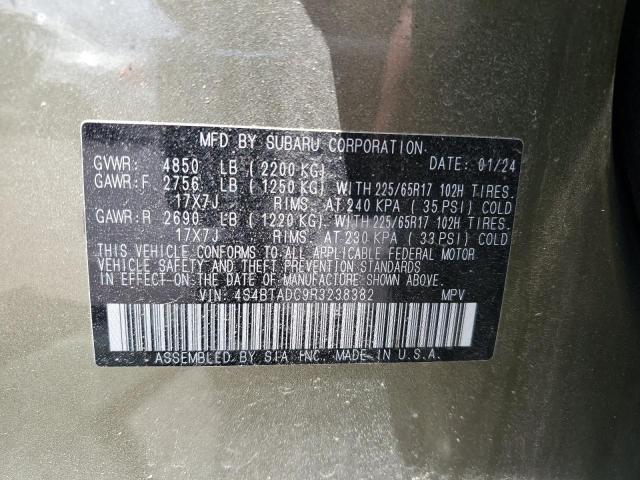 MFD BY SUBARU CORPORATION
GVWR: 4850 LB (2200 KG) DATE: 01/24
GAWR:F 2756 LB (1250 KG) WITH 225/65R17 102H TIRES.
17X7J RIMS. AT 240 KPA (35 PSI) COLD
GAWR:R 2690 LB (1220 KG) WITH 225/65R17 102H TIRES.
17X7J RIMS. AT 230 KPA (33 PSI) COLD
THIS VEHICLE CONFORMS TO ALL APPLICABLE FEDERAL MOTOR
VEHICLE SAFETY AND THEFT PREVENTION STANDARDS
IN EFFECT ON THE DATE OF MANUFACTURE SHOWN ABOVE.
VIN: 4S4BTADC9R3238382 MPV
ASSEMBLED BY SIA INC. MADE IN U.S.A.